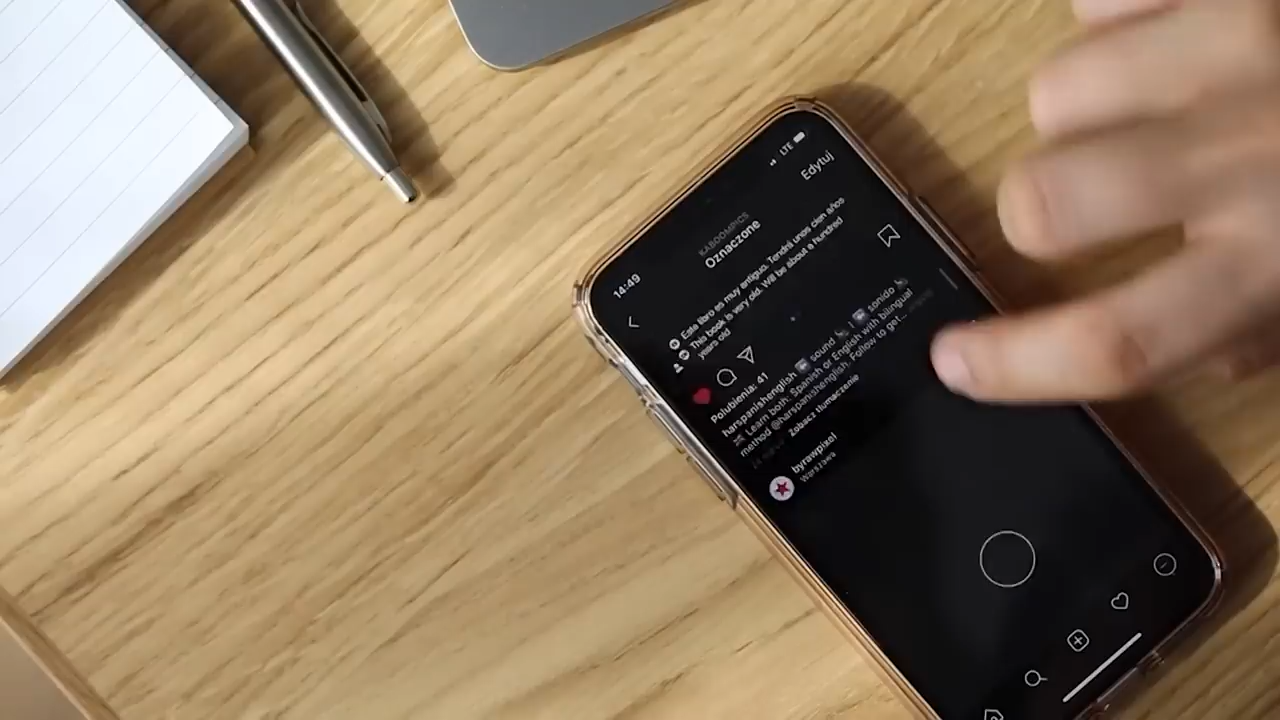 14:49
LTE
KABOOMPICS
Oznaczone
Edytuj
Este libro es muy antiguo. Tendrá unos cien años
This book is very old. Will be about a hundred
years old
Polubienia: 41
harspanishenglish sound | sonido
Learn both: Spanish or English with bilingual
method @harspanishenglish. Follow to get...
Zobacz tłumaczenie
byrawpixel
Warszawa